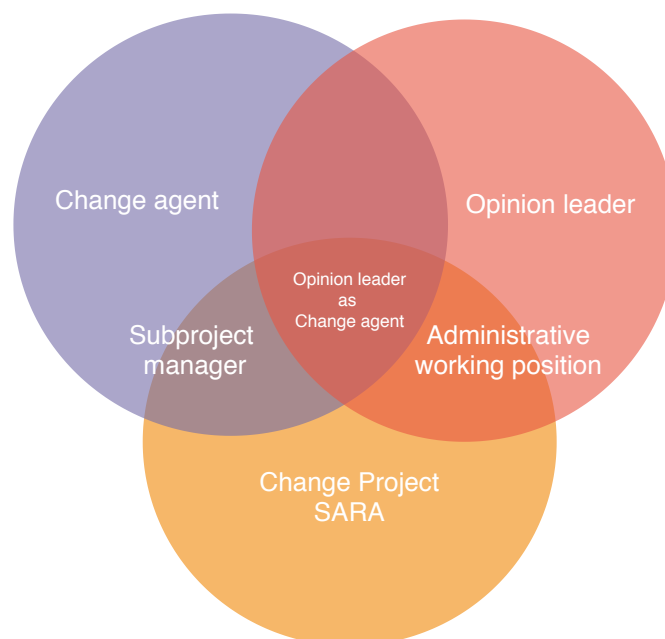 Change agent
Opinion leader
Opinion leader
as
Change agent
Subproject
manager
Administrative
working position
Change Project
SARA